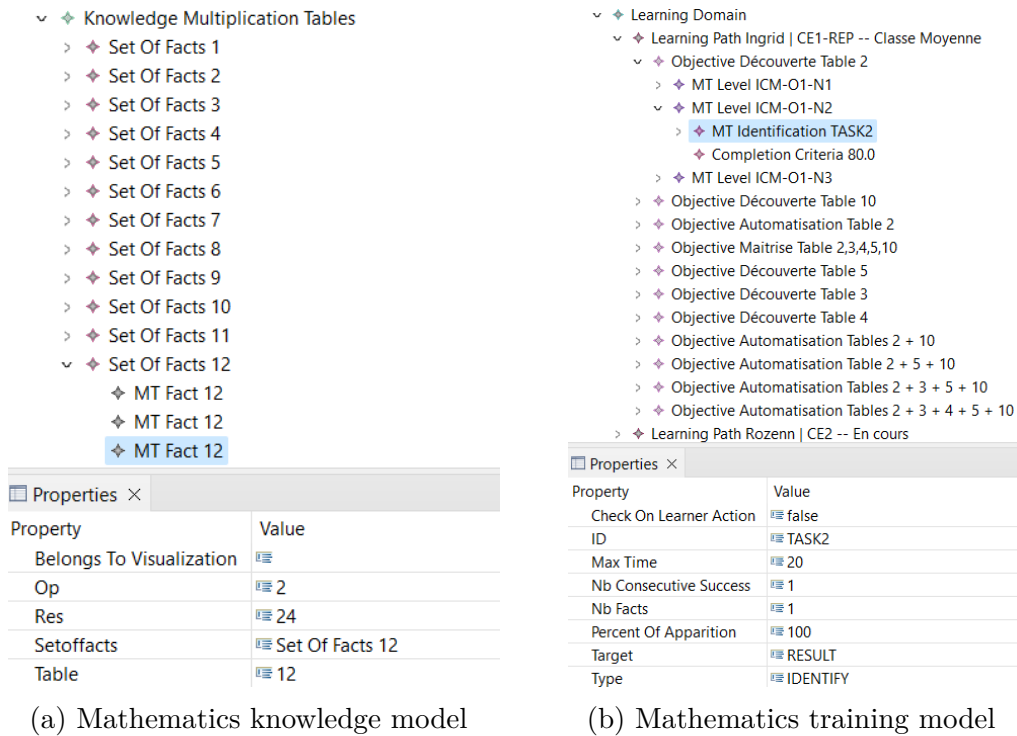 Knowledge Multiplication Tables
Set Of Facts 1
Set Of Facts 2
Set Of Facts 3
Set Of Facts 4
Set Of Facts 5
Set Of Facts 6
Set Of Facts 7
Set Of Facts 8
Set Of Facts 9
Set Of Facts 10
Set Of Facts 11
Set Of Facts 12
MT Fact 12
MT Fact 12
MT Fact 12
Properties
Property Value
Belongs To Visualization
Op 2
Res 24
Setoffacts Set Of Facts 12
Table 12
(a) Mathematics knowledge model
Learning Domain
Learning Path Ingrid | CE1-REP -- Classe Moyenne
Objective Découverte Table 2
MT Level ICM-O1-N1
MT Level ICM-O1-N2
MT Identification TASK2
Completion Criteria 80.0
MT Level ICM-O1-N3
Objective Découverte Table 10
Objective Automatisation Table 2
Objective Maitrise Table 2,3,4,5,10
Objective Découverte Table 5
Objective Découverte Table 3
Objective Découverte Table 4
Objective Automatisation Tables 2 + 10
Objective Automatisation Table 2 + 5 + 10
Objective Automatisation Tables 2 + 3 + 5 + 10
Objective Automatisation Tables 2 + 3 + 4 + 5 + 10
Learning Path Rozenn | CE2 -- En cours
Properties
Property Value
Check On Learner Action false
ID TASK2
Max Time 20
Nb Consecutive Success 1
Nb Facts 1
Percent Of Apparition 100
Target RESULT
Type IDENTIFY
(b) Mathematics training model